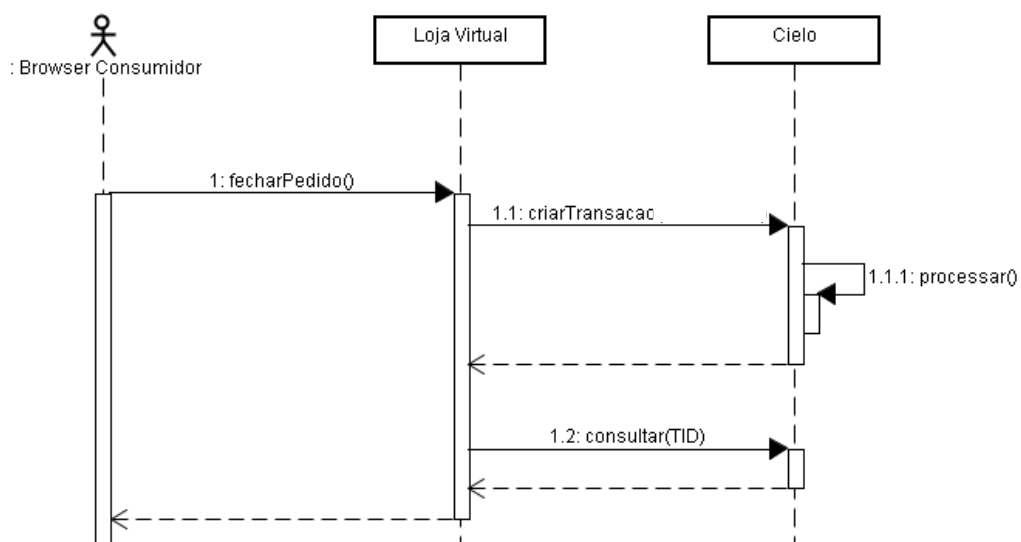 Loja Virtual
Cielo
: Browser Consumidor
1: fecharPedido()
1.1: criarTransacao
1.1.1: processar()
1.2: consultar(TID)